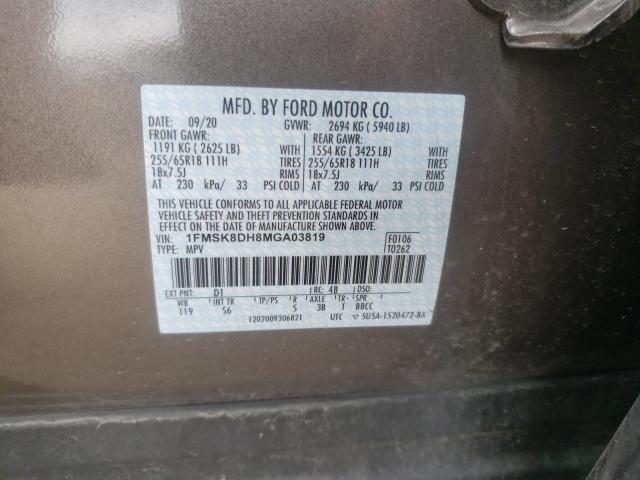 MFD. BY FORD MOTOR CO.
DATE: 09/20 GVWR: 2694 KG ( 5940 LB)
FRONT GAWR: REAR GAWR:
1191 KG ( 2625 LB) WITH 1554 KG ( 3425 LB) WITH
255/65R18 111H TIRES 255/65R18 111H TIRES
18x7.5J RIMS 18x7.5J RIMS
AT 230 kPa/ 33 PSI COLD AT 230 kPa/ 33 PSI COLD
THIS VEHICLE CONFORMS TO ALL APPLICABLE FEDERAL MOTOR
VEHICLE SAFETY AND THEFT PREVENTION STANDARDS IN
EFFECT ON THE DATE OF MANUFACTURE SHOWN ABOVE.
VIN: 1FMSK8DH8MGA03819 F0106
TYPE: MPV T0262
EXT PNT: D1 RC: 48 DSO:
WB INT TR TP/PS R AXLE TR SPR
119 S6 5 3B T BBCC
1202009306821 UTC 5U5A-1520472-BA